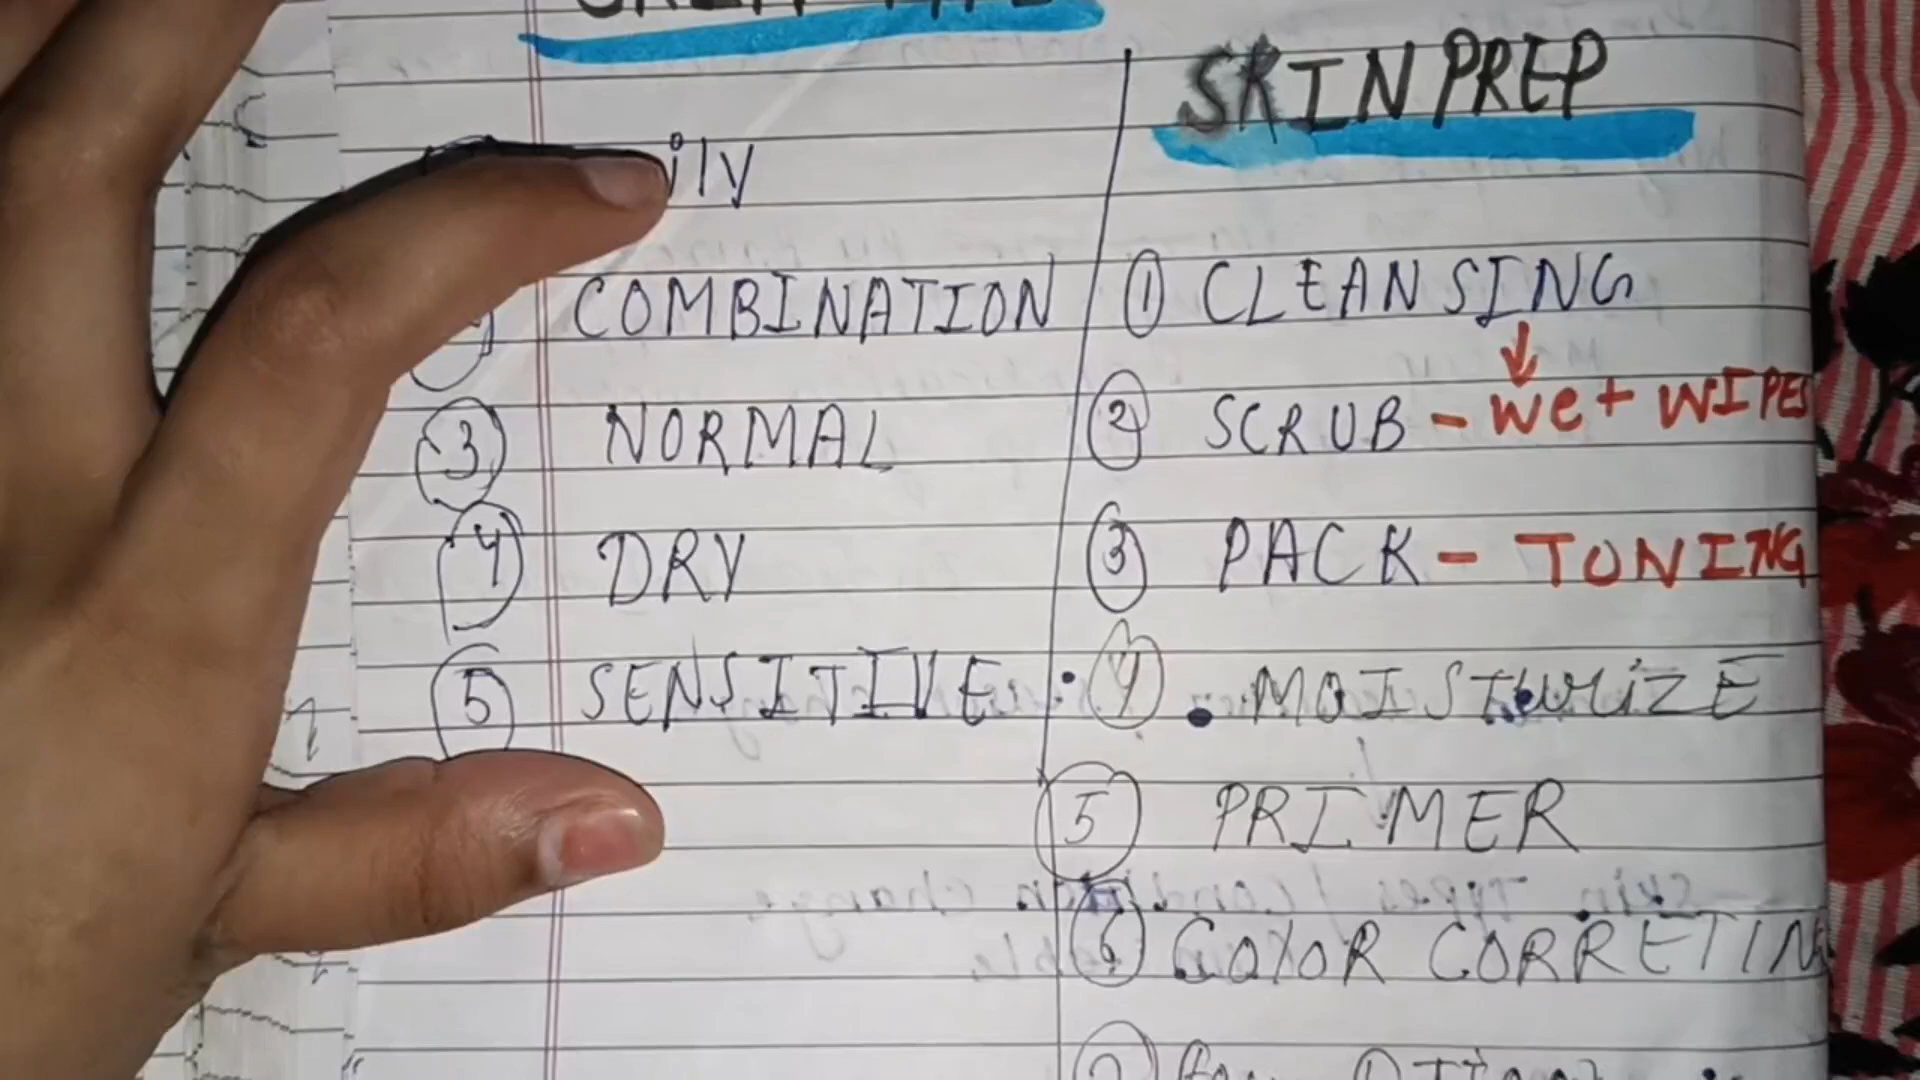 SKIN PREP
ily
COMBINATION
③ NORMAL
④ DRY
⑤ SENSITIVE
① CLEANSING
② SCRUB - wet WIPES
③ PACK - TONING
④ MOISTURIZE
⑤ PRIMER
⑥ COLOR CORRETING